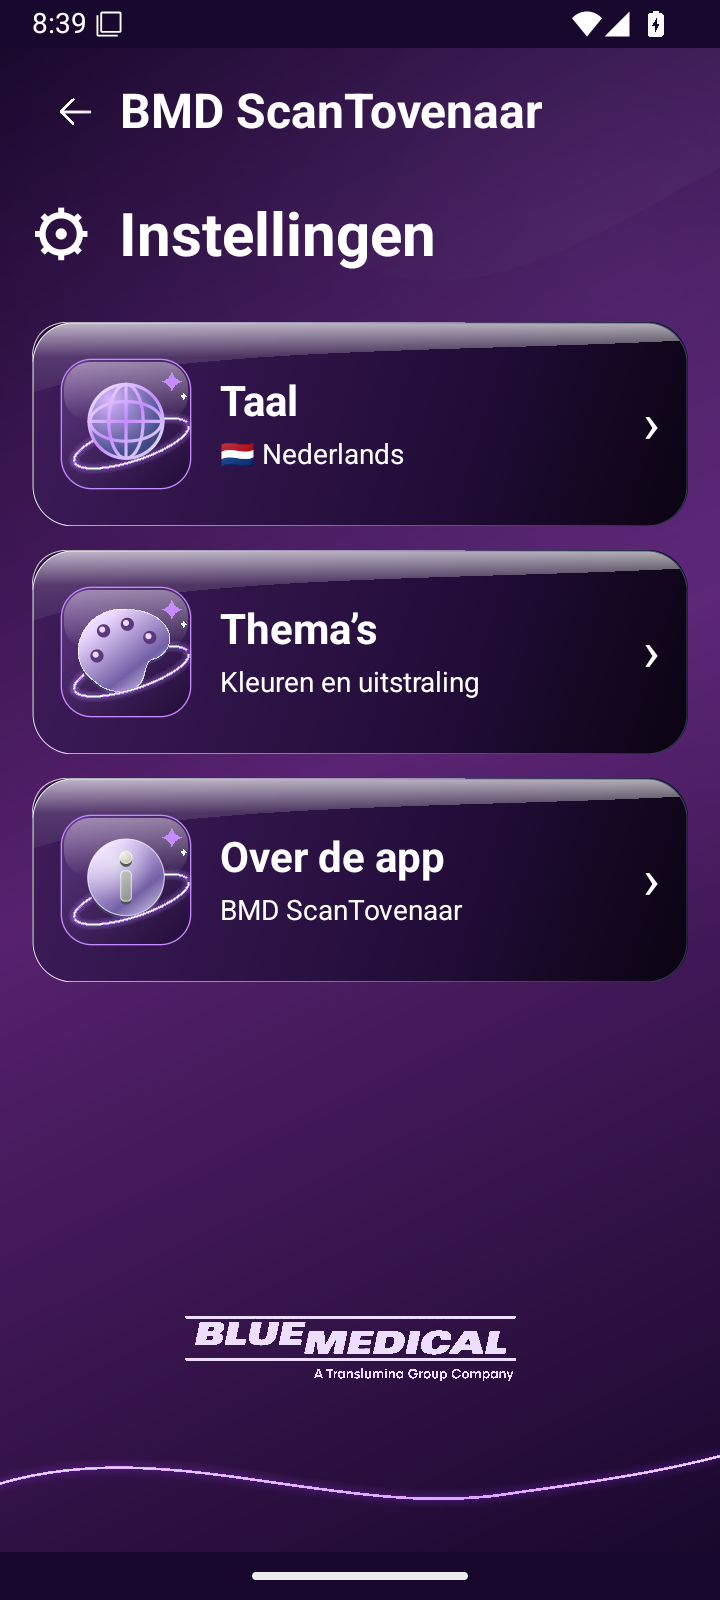 8:39
BMD ScanTovenaar
Instellingen
Taal
🇳🇱 Nederlands
Thema’s
Kleuren en uitstraling
Over de app
BMD ScanTovenaar
BLUEMEDICAL
A Translumina Group Company